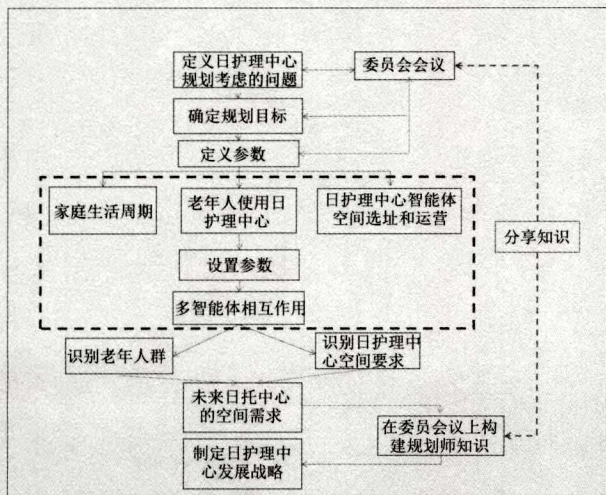 定义日护理中心
规划考虑的问题
委员会会议
确定规划目标
定义参数
家庭生活周期
老年人使用日
护理中心
日护理中心智能体
空间选址和运营
分享知识
设置参数
多智能体相互作用
识别老年人群
识别日护理中
心空间要求
未来日托中心
的空间需求
在委员会议上构
建规划师知识
制定日护理中
心发展战略